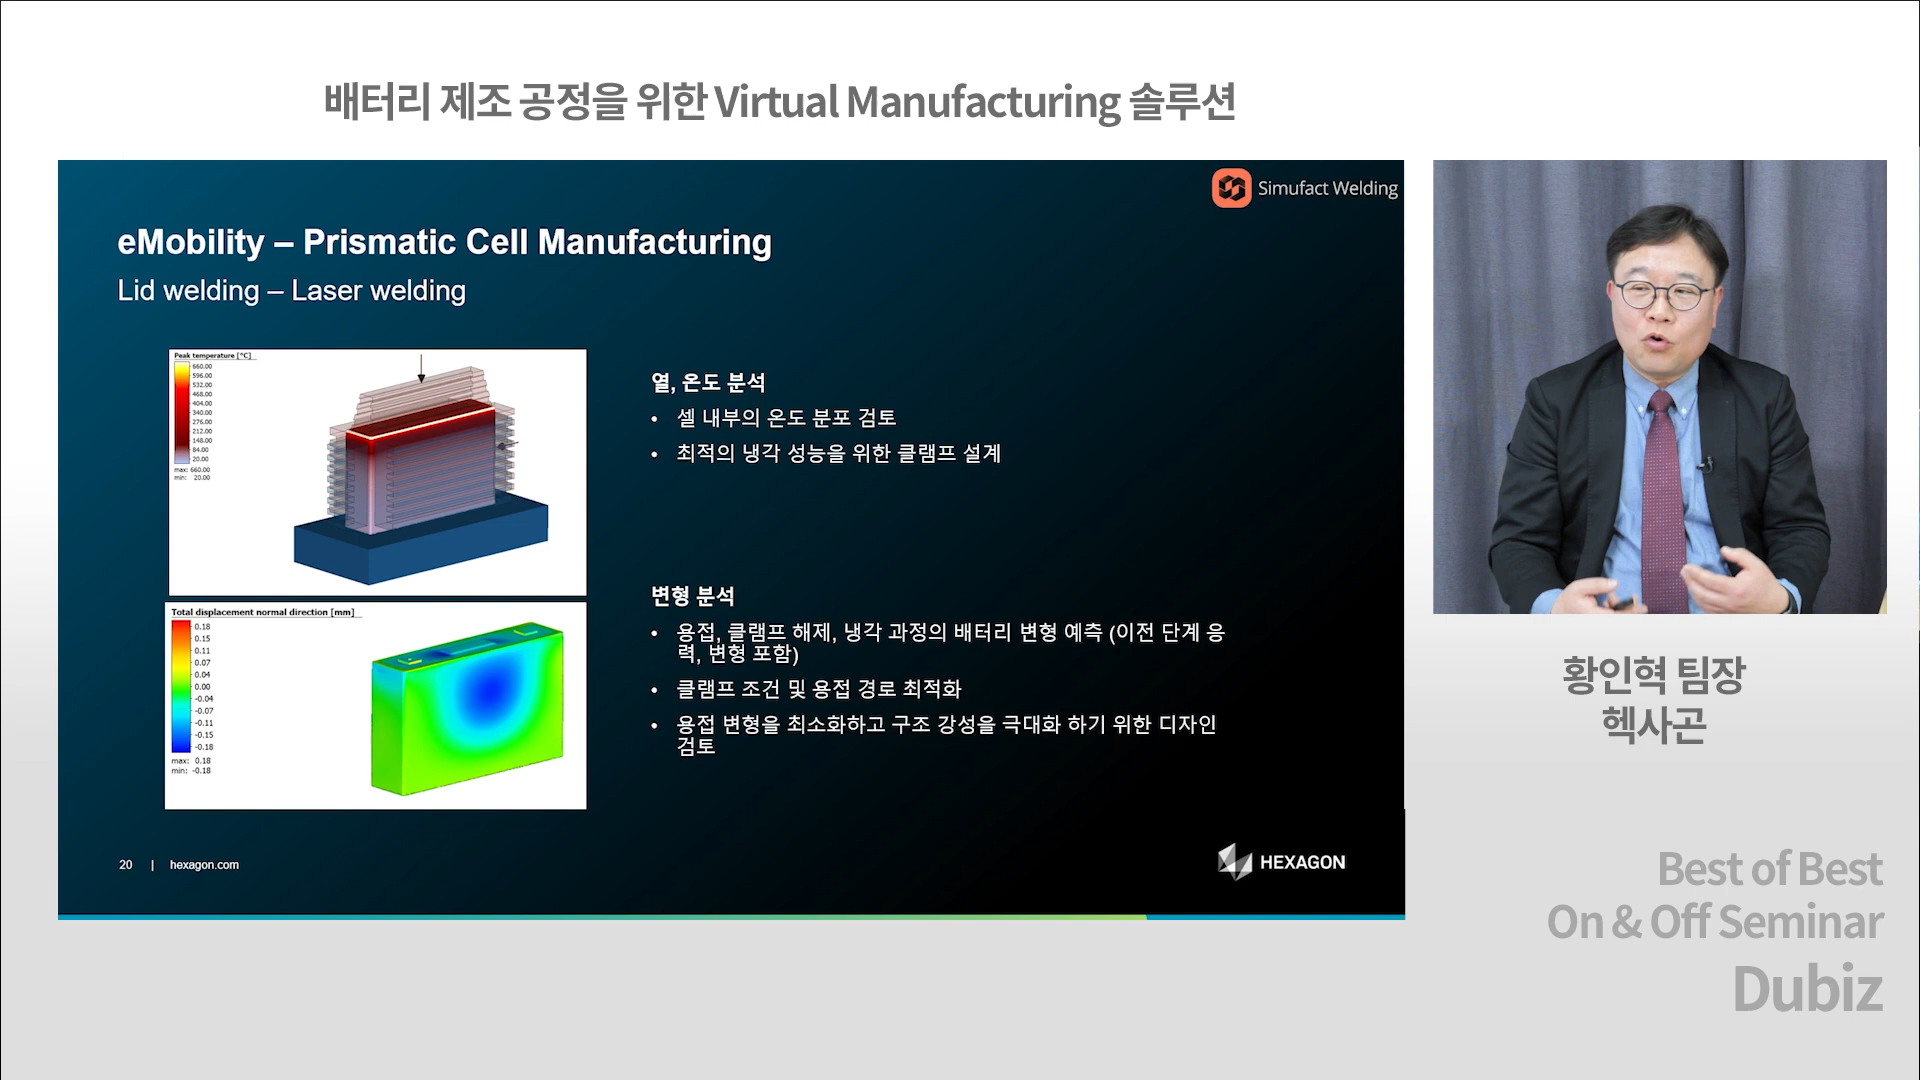 배터리 제조 공정을 위한 Virtual Manufacturing 솔루션
Simufact Welding
eMobility – Prismatic Cell Manufacturing
Lid welding – Laser welding
Peak temperature [°C]
660.00
596.00
532.00
468.00
404.00
340.00
276.00
212.00
148.00
84.00
20.00
max: 660.00
min: 20.00
열, 온도 분석
• 셀 내부의 온도 분포 검토
• 최적의 냉각 성능을 위한 클램프 설계
Total displacement normal direction [mm]
0.18
0.15
0.11
0.07
0.04
0.00
-0.04
-0.07
-0.11
-0.15
-0.18
max: 0.18
min: -0.18
변형 분석
• 용접, 클램프 해제, 냉각 과정의 배터리 변형 예측 (이전 단계 응
력, 변형 포함)
• 클램프 조건 및 용접 경로 최적화
• 용접 변형을 최소화하고 구조 강성을 극대화 하기 위한 디자인
검토
20 | hexagon.com
HEXAGON
황인혁 팀장
헥사곤
Best of Best
On & Off Seminar
Dubiz